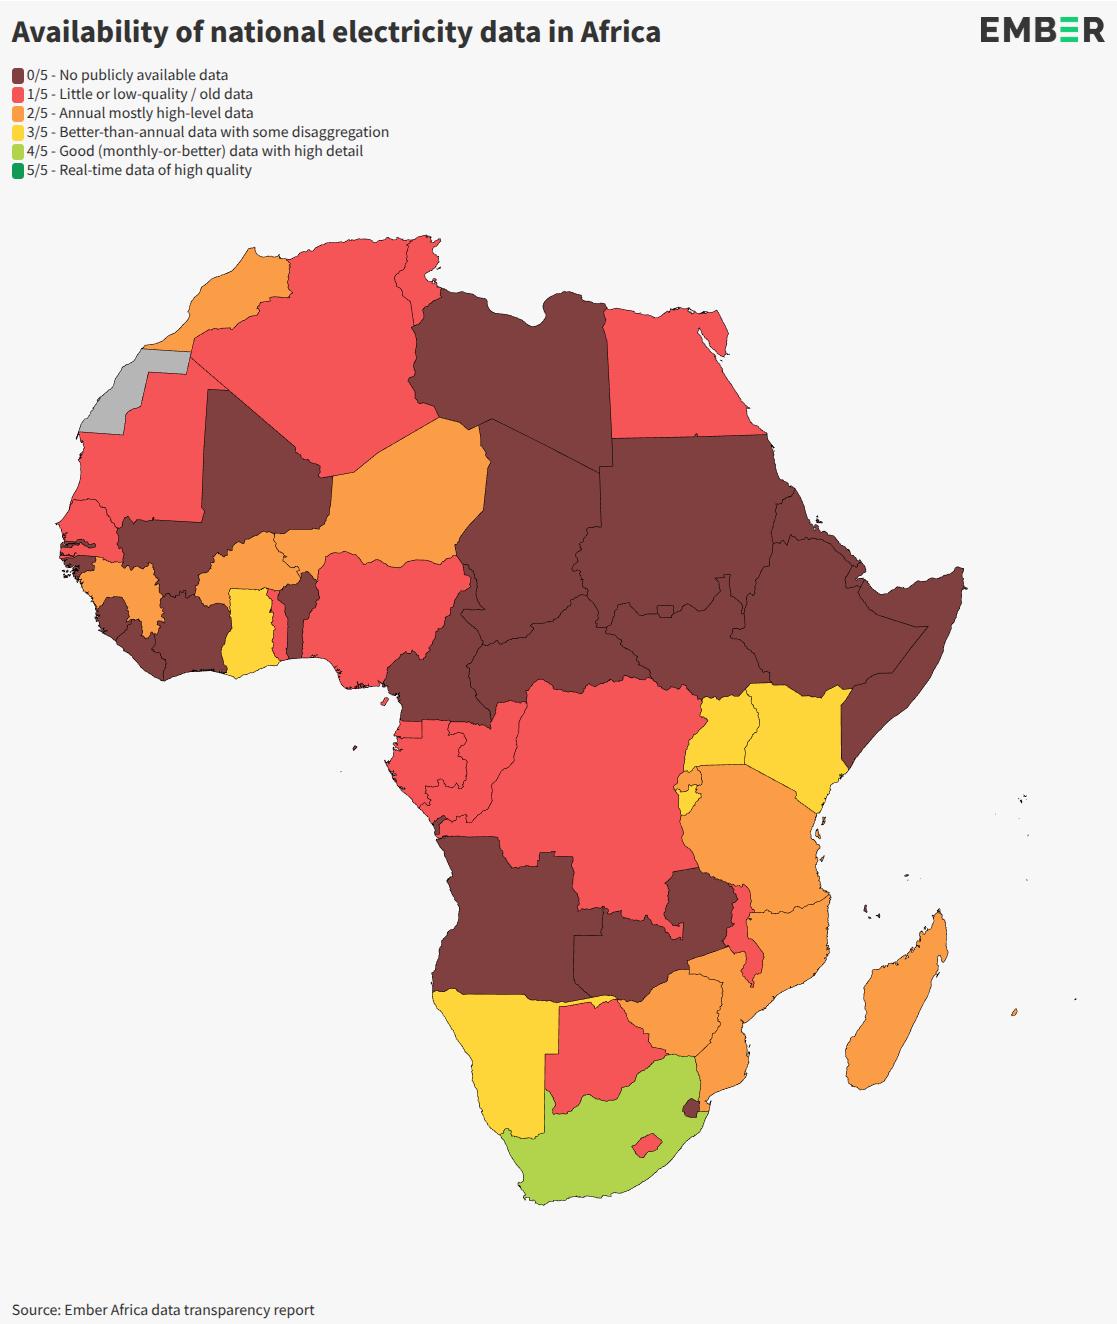 Availability of national electricity data in Africa
EMBER
0/5 - No publicly available data
1/5 - Little or low-quality / old data
2/5 - Annual mostly high-level data
3/5 - Better-than-annual data with some disaggregation
4/5 - Good (monthly-or-better) data with high detail
5/5 - Real-time data of high quality
Source: Ember Africa data transparency report